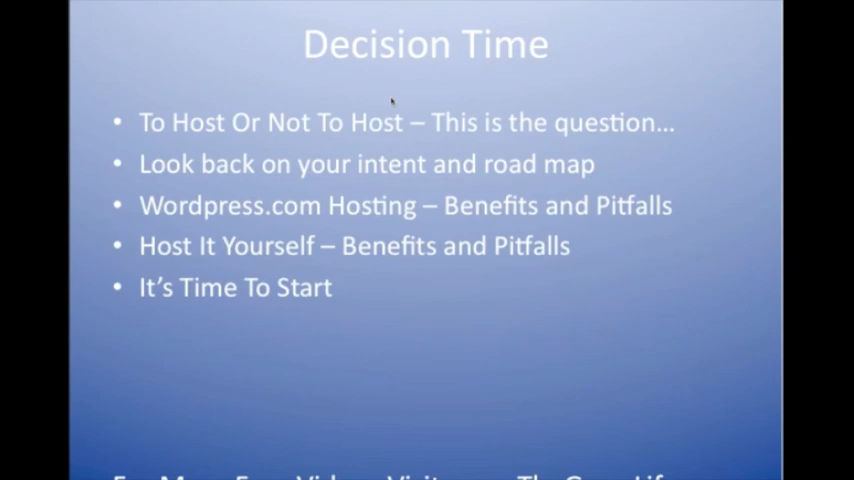 Decision Time
• To Host Or Not To Host – This is the question...
• Look back on your intent and road map
• Wordpress.com Hosting – Benefits and Pitfalls
• Host It Yourself – Benefits and Pitfalls
• It's Time To Start